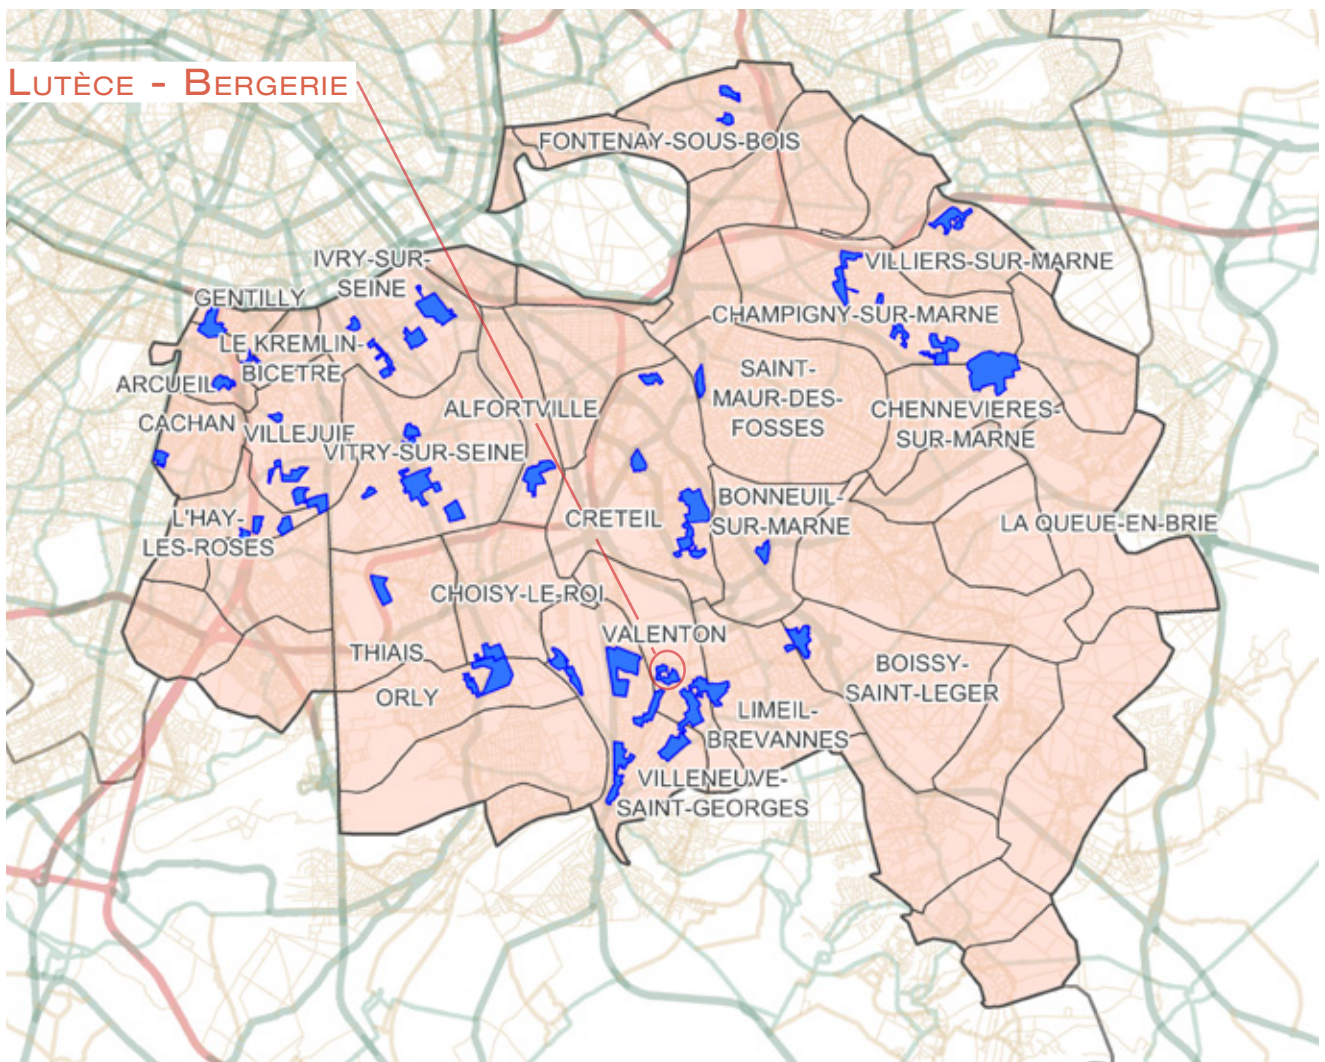 LUTÈCE - BERGERIE
FONTENAY-SOUS-BOIS
IVRY-SUR-
SEINE
GENTILLY
VILLIERS-SUR-MARNE
CHAMPIGNY-SUR-MARNE
LE KREMLIN-
BICETRE
ARCUEIL
SAINT-
MAUR-DES-
FOSSES
CACHAN
ALFORTVILLE
CHENNEVIERES-
SUR-MARNE
VILLEJUIF
VITRY-SUR-SEINE
BONNEUIL-
SUR-MARNE
L'HAY-
LES-ROSES
CRETEIL
LA QUEUE-EN-BRIE
CHOISY-LE-ROI
VALENTON
THIAIS
BOISSY-
SAINT-LEGER
ORLY
LIMEIL-
BREVANNES
VILLENEUVE-
SAINT-GEORGES